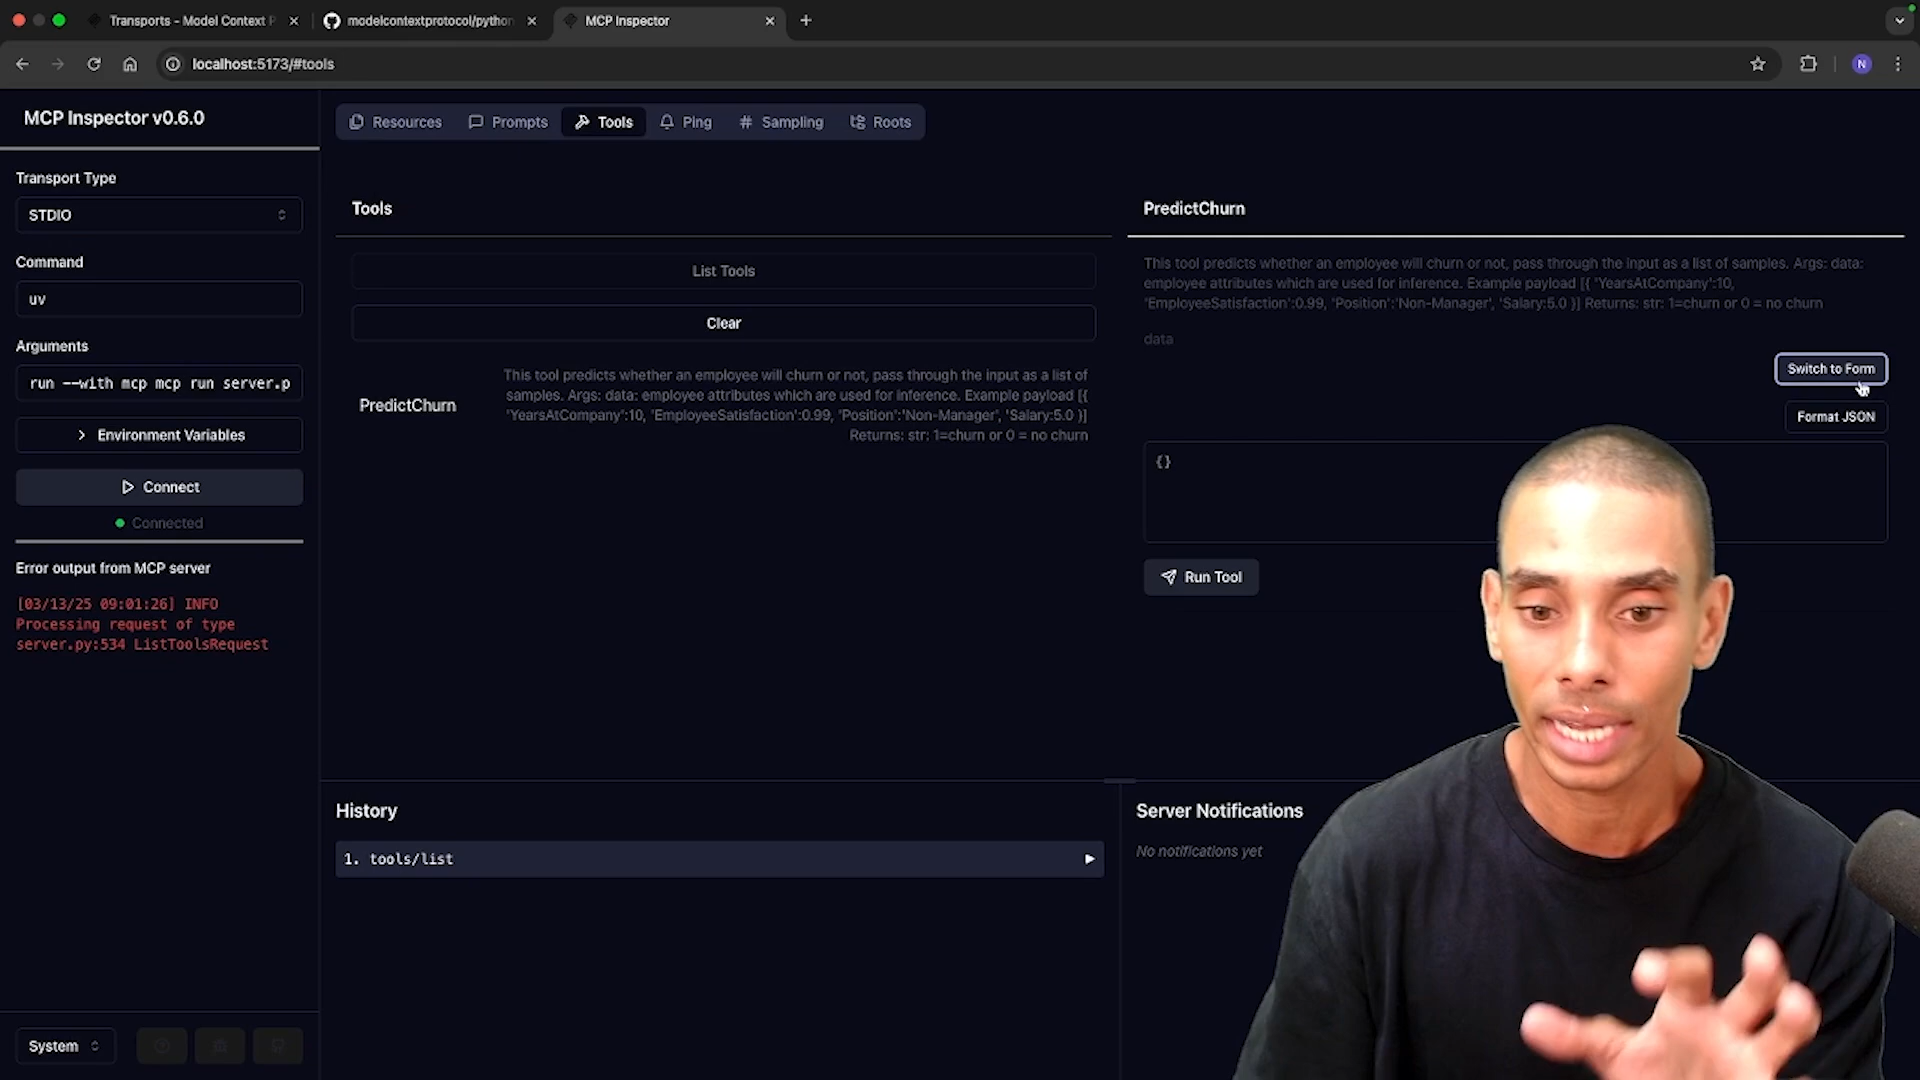 Transports - Model Context P
modelcontextprotocol/python
MCP Inspector
localhost:5173/#tools
N
MCP Inspector v0.6.0
Resources
Prompts
Tools
Ping
# Sampling
Roots
Transport Type
STDIO
Command
uv
Arguments
run --with mcp mcp run server.p
Environment Variables
Connect
Connected
Error output from MCP server
[03/13/25 09:01:26] INFO
Processing request of type
server.py:534 ListToolsRequest
System
Tools
List Tools
Clear
PredictChurn
This tool predicts whether an employee will churn or not, pass through the input as a list of
samples. Args: data: employee attributes which are used for inference. Example payload [{
'YearsAtCompany':10, 'EmployeeSatisfaction':0.99, 'Position':'Non-Manager', 'Salary:5.0 }]
Returns: str: 1=churn or 0 = no churn
PredictChurn
This tool predicts whether an employee will churn or not, pass through the input as a list of samples. Args: data:
employee attributes which are used for inference. Example payload [{ 'YearsAtCompany':10,
'EmployeeSatisfaction':0.99, 'Position':'Non-Manager', 'Salary:5.0 }] Returns: str: 1=churn or 0 = no churn
data
Switch to Form
Format JSON
{}
Run Tool
History
1. tools/list
Server Notifications
No notifications yet